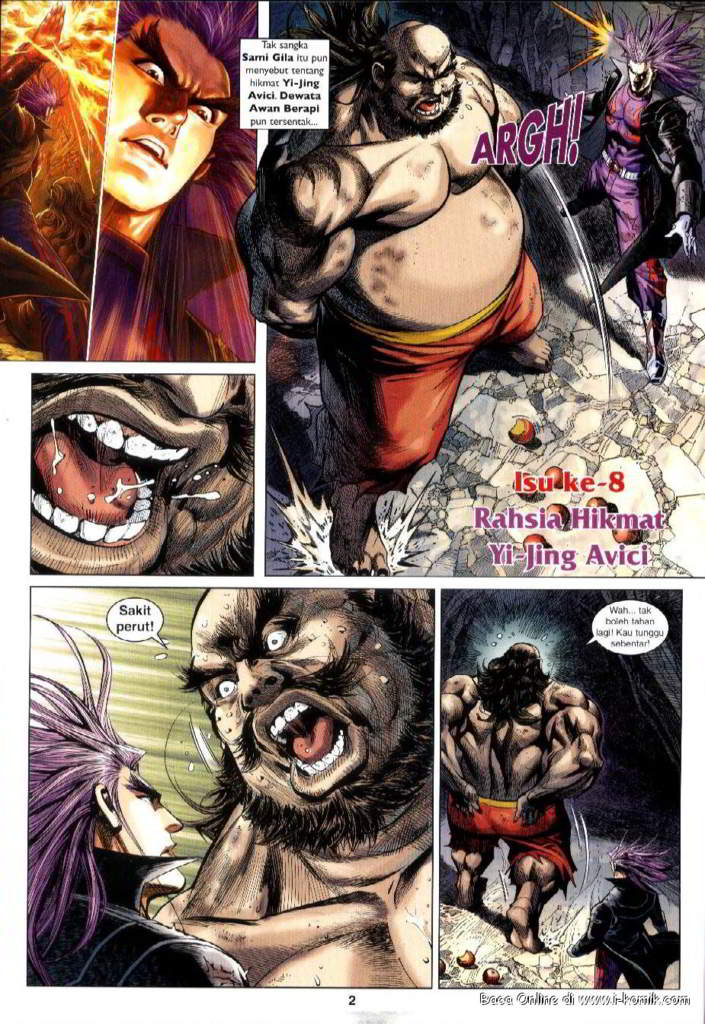 Tak sangka
Sami Gila itu pun
menyebut tentang
hikmat Yi-Jing
Avici. Dewata
Awan Berapi
pun tersentak...
ARGH!
Isu ke-8
Rahsia Hikmat
Yi-Jing Avici
Sakit
perut!
Wah... tak
boleh tahan
lagi! Kau tunggu
sebentar!
2
Baca Online di www.i-komik.com